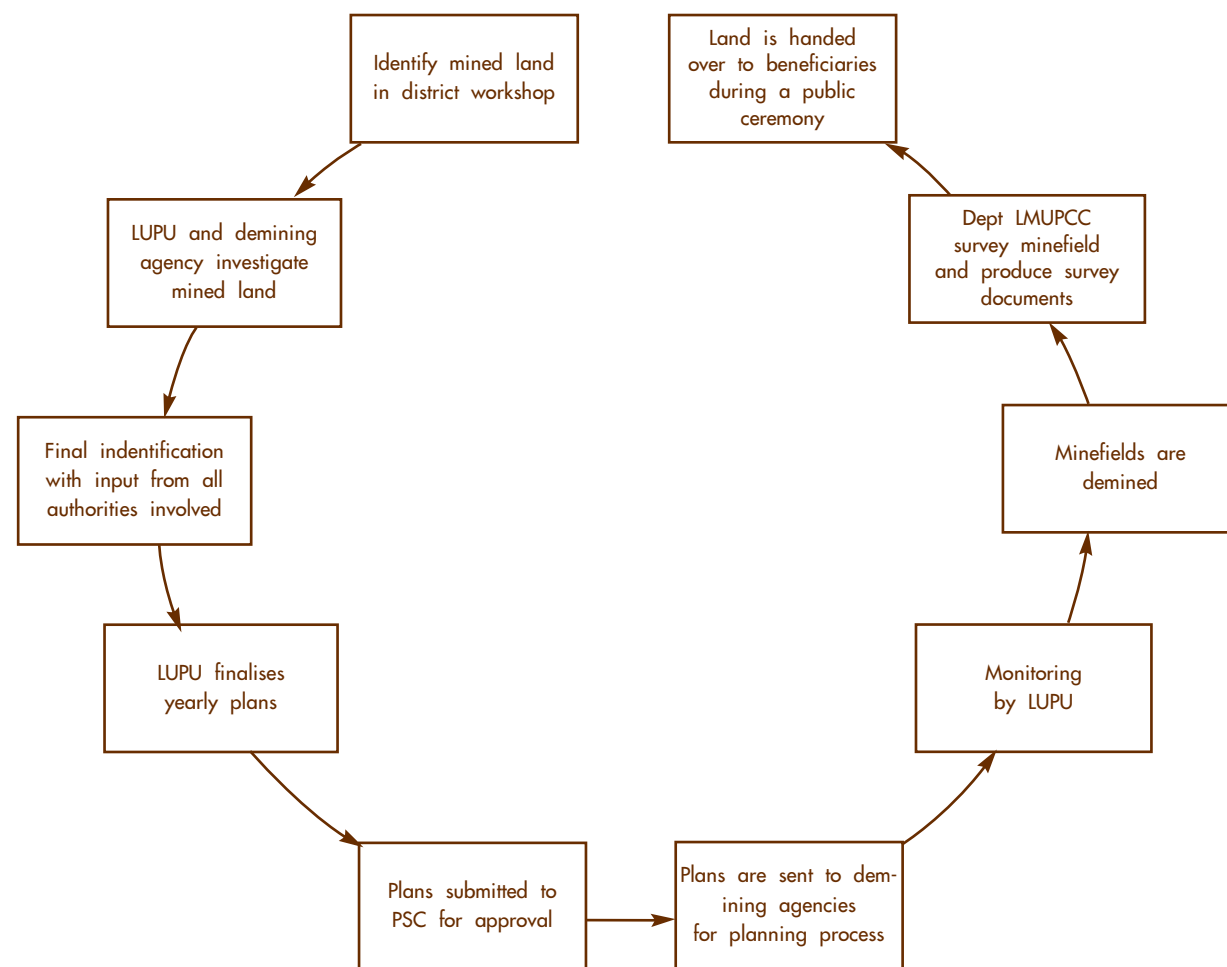 Identify mined land
in district workshop
LUPU and demining
agency investigate
mined land
Final indentification
with input from all
authorities involved
LUPU finalises
yearly plans
Plans submitted to
PSC for approval
Plans are sent to dem-
ining agencies
for planning process
Monitoring
by LUPU
Minefields are
demined
Dept LMUPCC
survey minefield
and produce survey
documents
Land is handed
over to beneficiaries
during a public
ceremony